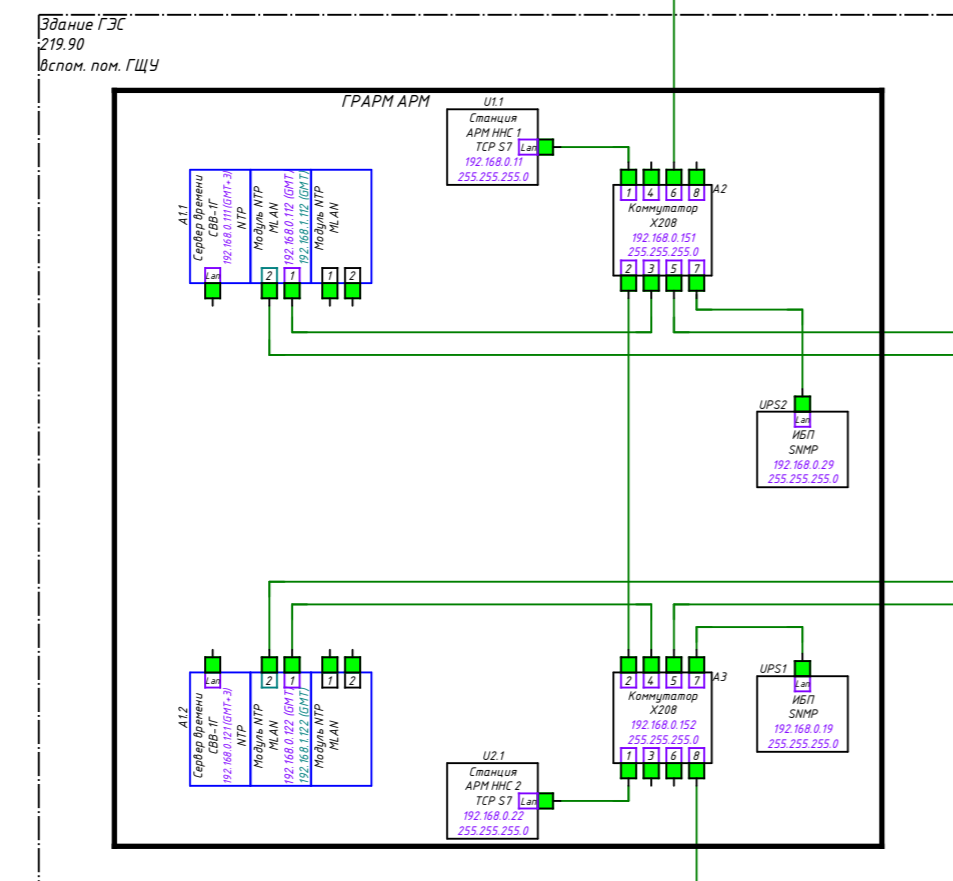 Здание ГЭС
219.90
вспом. пом. ГЩУ
ГРАРМ АРМ
U1.1
Станция
АРМ ННС 1
TCP S7 Lan
192.168.0.11
255.255.255.0
A1.1
Сервер времени
СВВ-1Г
192.168.0.111(GMT+3)
NTP
Lan
Модуль NTP
MLAN
192.168.0.112 (GMT)
192.168.1.112 (GMT)
2 1
Модуль NTP
MLAN
1 2
1 4 6 8
A2
Коммутатор
X208
192.168.0.151
255.255.255.0
2 3 5 7
UPS2
Lan
ИБП
SNMP
192.168.0.29
255.255.255.0
A1.2
Lan
Сервер времени
СВВ-1Г
192.168.0.121(GMT+3)
NTP
2 1
Модуль NTP
MLAN
192.168.0.122 (GMT)
192.168.1.122 (GMT)
1 2
Модуль NTP
MLAN
2 4 5 7
A3
Коммутатор
X208
192.168.0.152
255.255.255.0
1 3 6 8
UPS1
Lan
ИБП
SNMP
192.168.0.19
255.255.255.0
U2.1
Станция
АРМ ННС 2
TCP S7 Lan
192.168.0.22
255.255.255.0